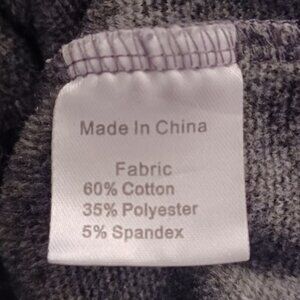 Made In China
Fabric
60% Cotton
35% Polyester
5% Spandex